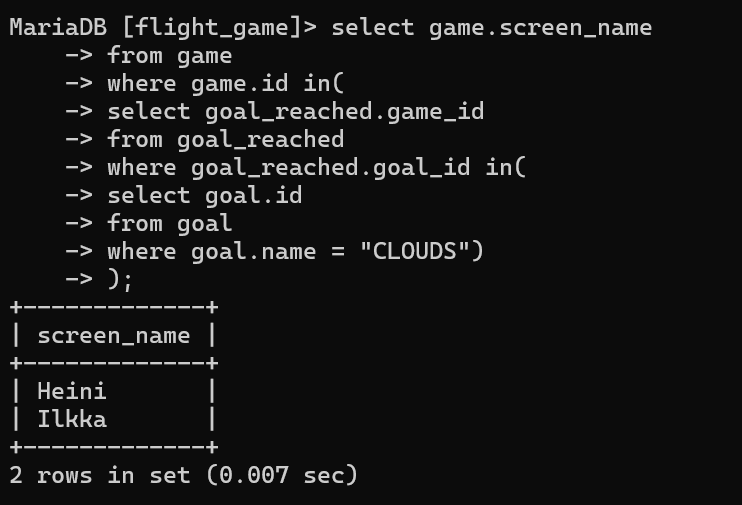 MariaDB [flight_game]> select game.screen_name
    -> from game
    -> where game.id in(
    -> select goal_reached.game_id
    -> from goal_reached
    -> where goal_reached.goal_id in(
    -> select goal.id
    -> from goal
    -> where goal.name = "CLOUDS")
    -> );
+-------------+
| screen_name |
+-------------+
| Heini       |
| Ilkka       |
+-------------+
2 rows in set (0.007 sec)